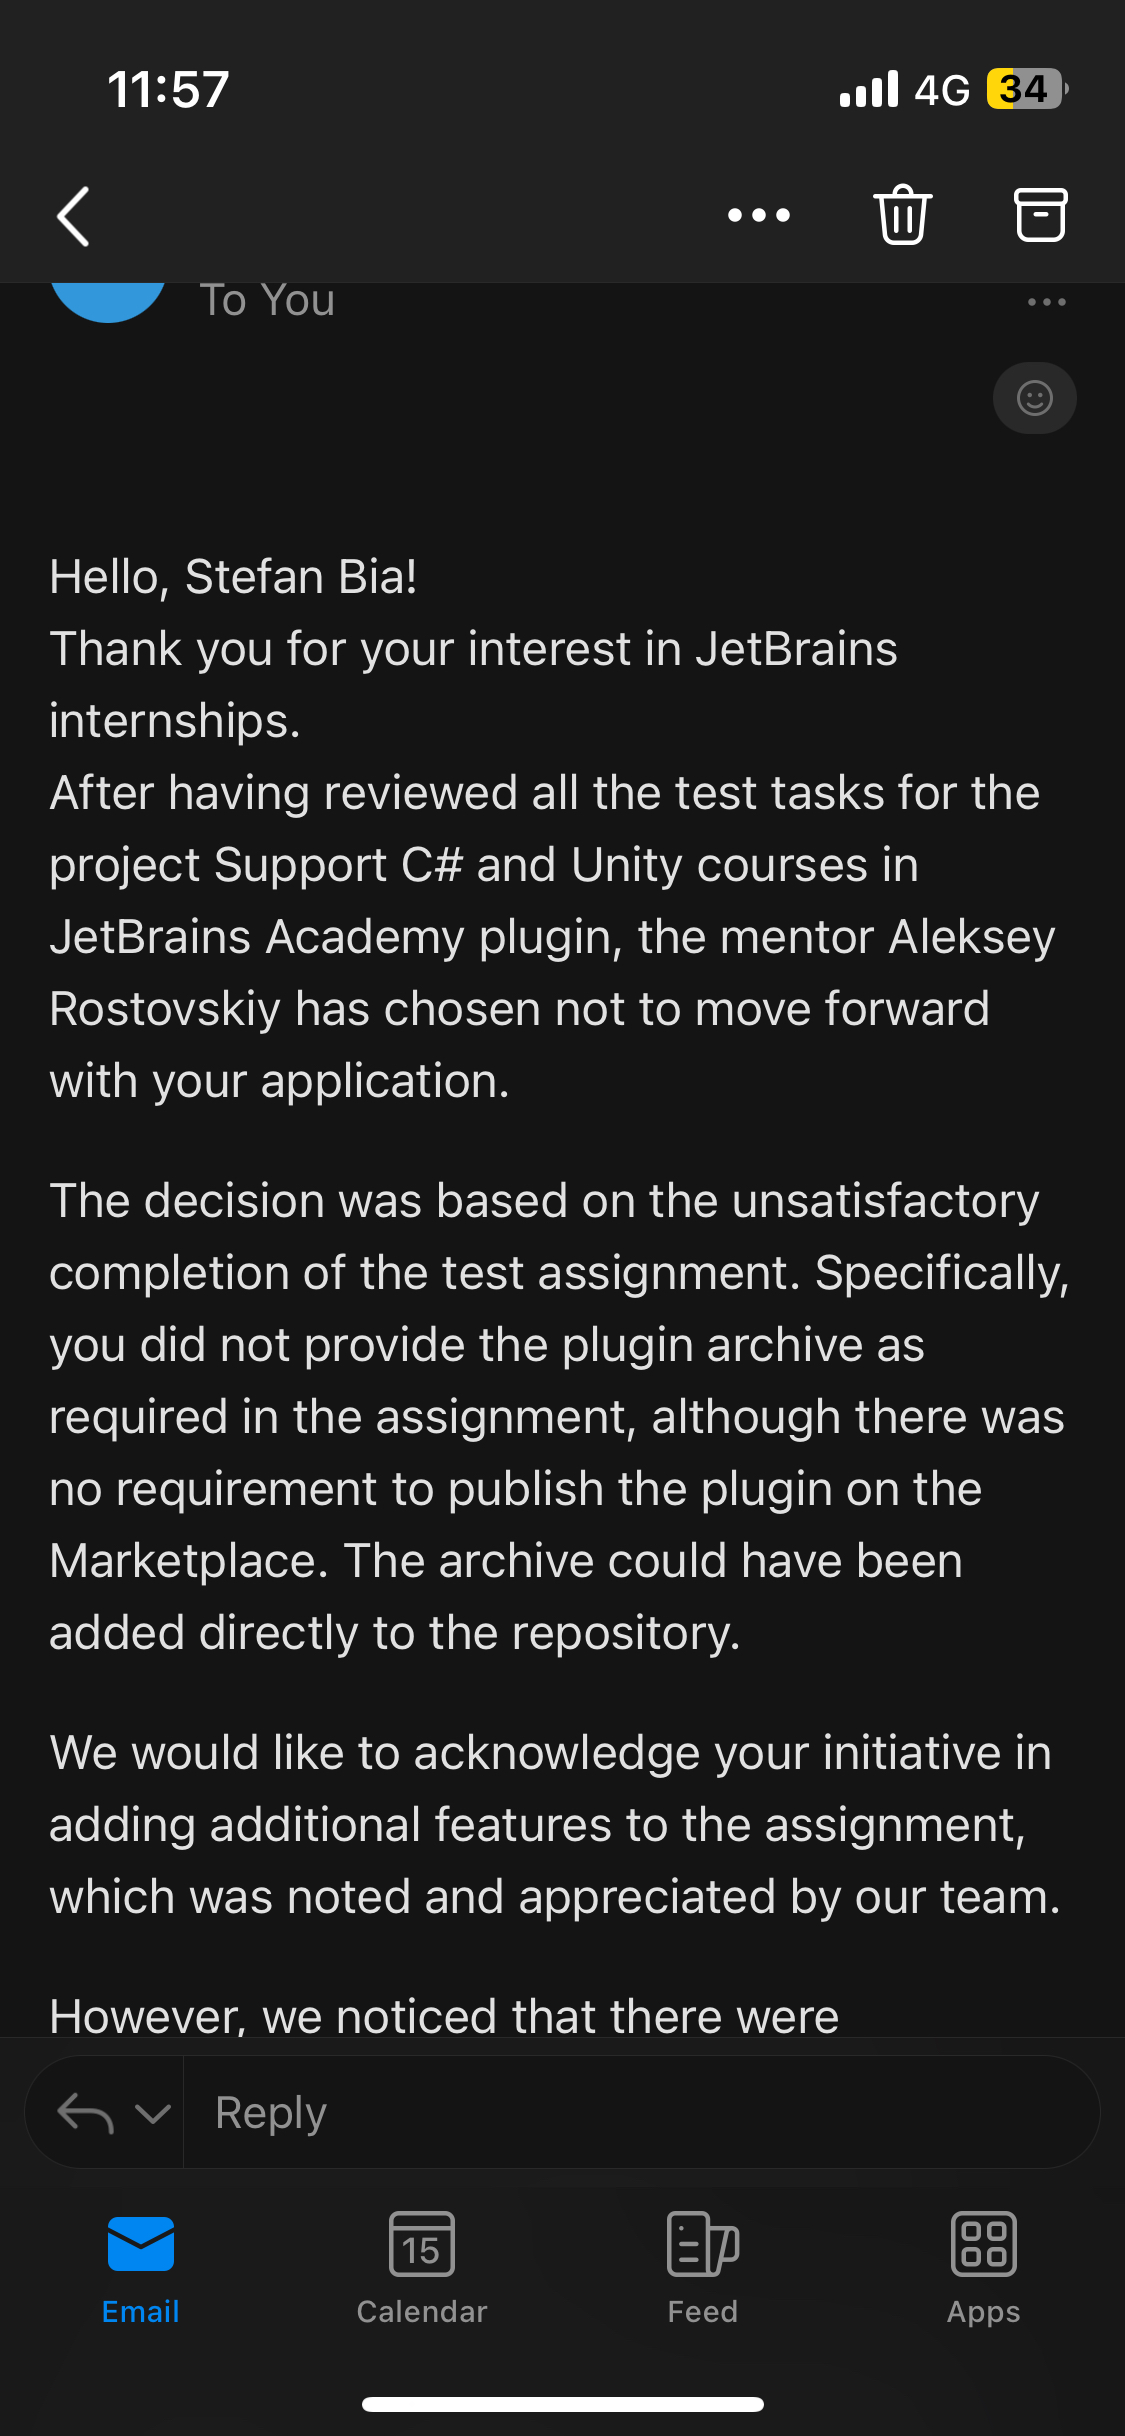 11:57
4G 34
To You
Hello, Stefan Bia!
Thank you for your interest in JetBrains
internships.
After having reviewed all the test tasks for the
project Support C# and Unity courses in
JetBrains Academy plugin, the mentor Aleksey
Rostovskiy has chosen not to move forward
with your application.
The decision was based on the unsatisfactory
completion of the test assignment. Specifically,
you did not provide the plugin archive as
required in the assignment, although there was
no requirement to publish the plugin on the
Marketplace. The archive could have been
added directly to the repository.
We would like to acknowledge your initiative in
adding additional features to the assignment,
which was noted and appreciated by our team.
However, we noticed that there were
Reply
15
Email Calendar Feed Apps